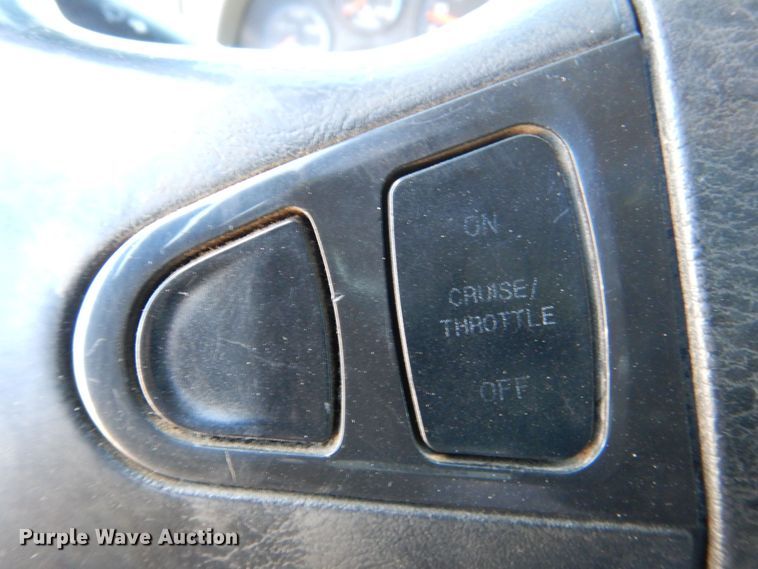 ON
CRUISE/
THROTTLE
OFF
Purple Wave Auction